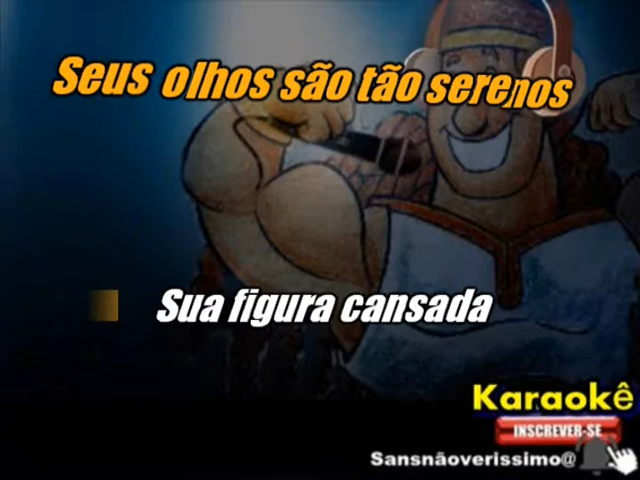 Seus olhos são tão serenos
Sua figura cansada
Karaokê
INSCREVER-SE
Sansnãoverissimo@